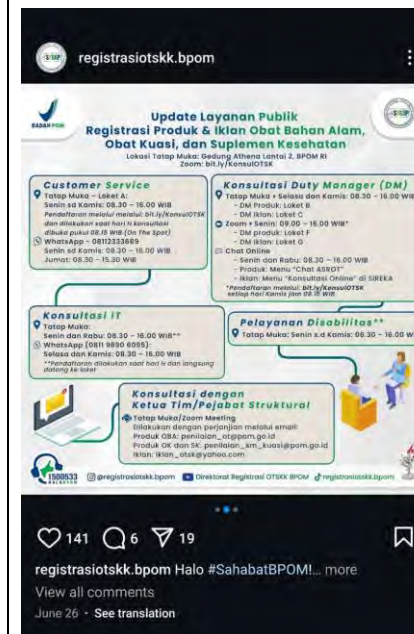 registrasiotskk.bpom
BADAN POM
Update Layanan Publik
Registrasi Produk & Iklan Obat Bahan Alam,
Obat Kuasi, dan Suplemen Kesehatan
Lokasi Tatap Muka: Gedung Athena Lantai 2, BPOM RI
Zoom: bit.ly/KonsulOTSK
Customer Service
Tatap Muka - Loket A:
Senin sd Kamis: 08.30 - 16.00 WIB
Pendaftaran melalui melalui: bit.ly/KonsulOTSK
dan dilakukan saat hari H konsultasi
dibuka pukul 08.15 WIB (On The Spot)
WhatsApp - 08112333669
Senin sd Kamis: 08.30 - 16.00 WIB
Jumat: 08.30 - 15.30 WIB
Konsultasi Duty Manager (DM)
Tatap Muka • Selasa dan Kamis: 08.30 - 16.00 WIB
- DM Produk: Loket B
- DM Iklan: Loket C
Zoom • Senin: 09.00 - 16.00 WIB*
- DM produk: Loket F
- DM Iklan: Loket G
Chat Online
- Senin dan Rabu: 08.30 - 16.00 WIB
- Produk: Menu "Chat ASROT"
- Iklan: Menu "Konsultasi Online" di SIREKA
*Pendaftaran melalui: bit.ly/KonsulOTSK
setiap hari Kamis jam 08.15 WIB
Konsultasi IT
Tatap Muka:
Senin dan Rabu: 08.30 - 16.00 WIB**
WhatsApp (0811 9890 6055):
Selasa dan Kamis: 08.30 - 16.00 WIB
**Pendaftaran dilakukan saat hari H dan langsung
datang ke loket
Pelayanan Disabilitas**
Tatap Muka: Senin s.d Kamis: 08.30 - 16.00
Konsultasi dengan
Ketua Tim/Pejabat Struktural
Tatap Muka/Zoom Meeting
Dilakukan dengan perjanjian melalui email:
Produk OBA: penilaian_ot@pom.go.id
Produk OK dan SK: penilaian_sm_kuasi@pom.go.id
Iklan: iklan_otsk@yahoo.com
1500533
HALOBPOM
@registrasiotskk.bpom Direktorat Registrasi OTSKK BPOM registrasiotskk.bpom
141 6 19
registrasiotskk.bpom Halo #SahabatBPOM!... more
View all comments
June 26 • See translation